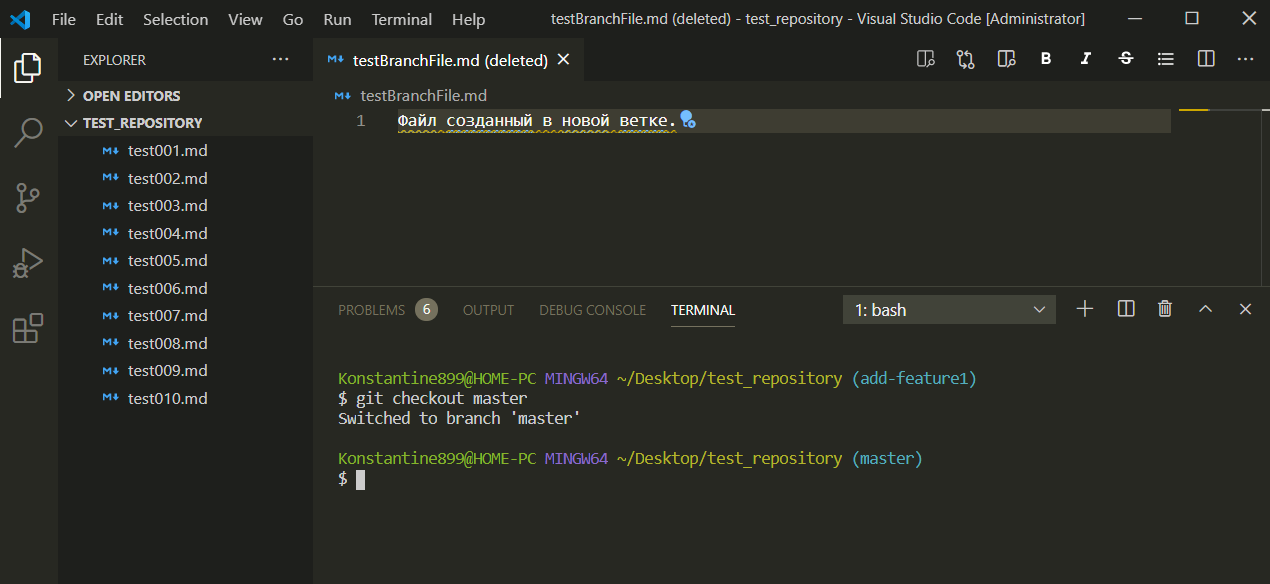 File Edit Selection View Go Run Terminal Help testBranchFile.md (deleted) - test_repository - Visual Studio Code [Administrator]
EXPLORER
OPEN EDITORS
TEST_REPOSITORY
test001.md
test002.md
test003.md
test004.md
test005.md
test006.md
test007.md
test008.md
test009.md
test010.md
testBranchFile.md (deleted) B I S
testBranchFile.md
1 Файл созданный в новой ветке.
PROBLEMS 6 OUTPUT DEBUG CONSOLE TERMINAL 1: bash
Konstantine899@HOME-PC MINGW64 ~/Desktop/test_repository (add-feature1)
$ git checkout master
Switched to branch 'master'
Konstantine899@HOME-PC MINGW64 ~/Desktop/test_repository (master)
$